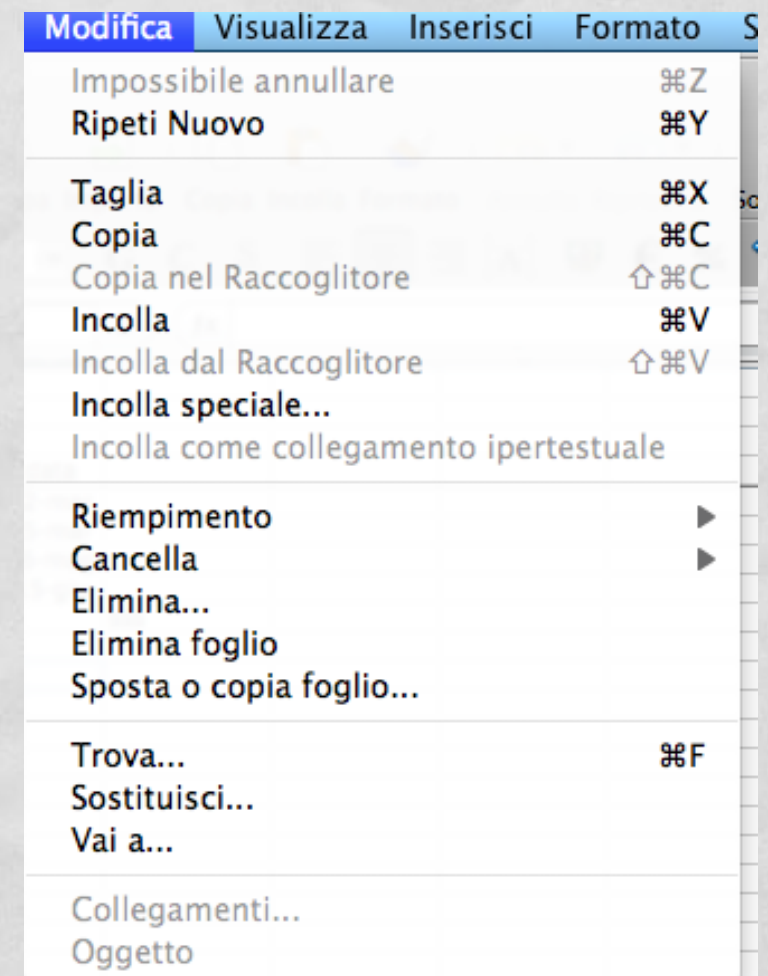 Modifica Visualizza Inserisci Formato
Impossibile annullare ⌘Z
Ripeti Nuovo ⌘Y
Taglia ⌘X
Copia ⌘C
Copia nel Raccoglitore ⇧⌘C
Incolla ⌘V
Incolla dal Raccoglitore ⇧⌘V
Incolla speciale...
Incolla come collegamento ipertestuale
Riempimento ▶
Cancella ▶
Elimina...
Elimina foglio
Sposta o copia foglio...
Trova... ⌘F
Sostituisci...
Vai a...
Collegamenti...
Oggetto